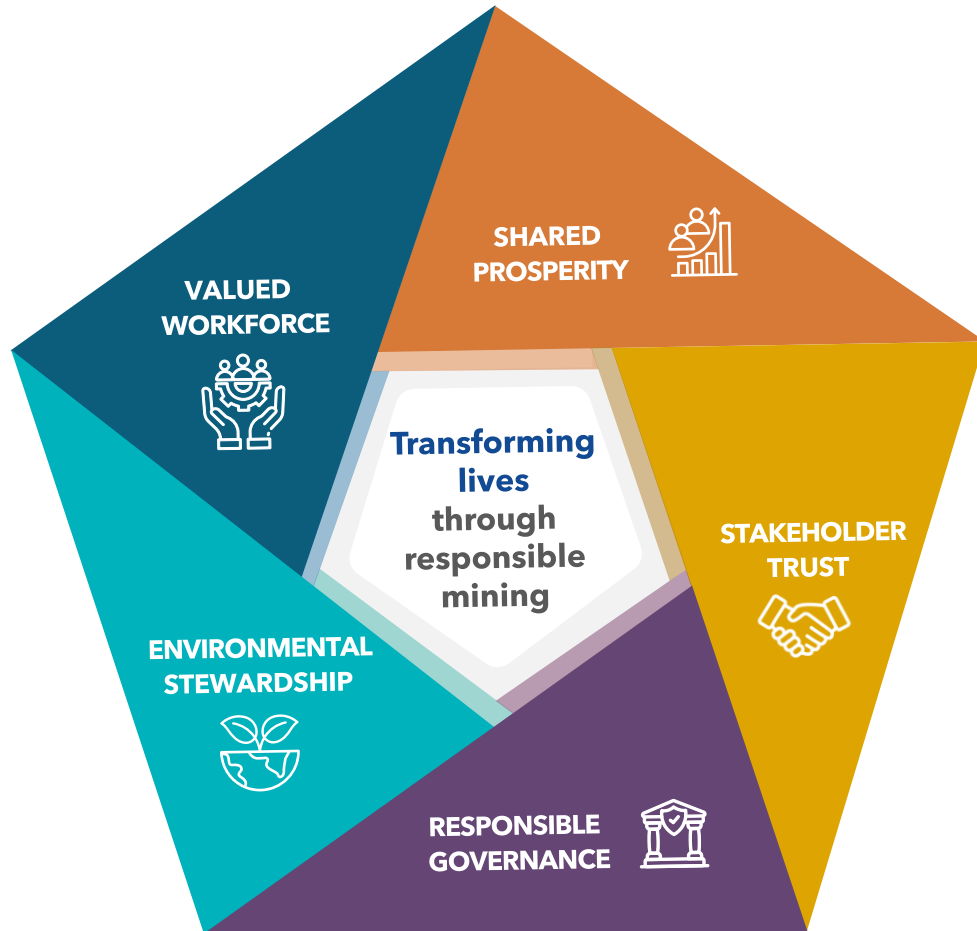 SHARED
PROSPERITY
VALUED
WORKFORCE
Transforming
lives
through
responsible
mining
STAKEHOLDER
TRUST
ENVIRONMENTAL
STEWARDSHIP
RESPONSIBLE
GOVERNANCE